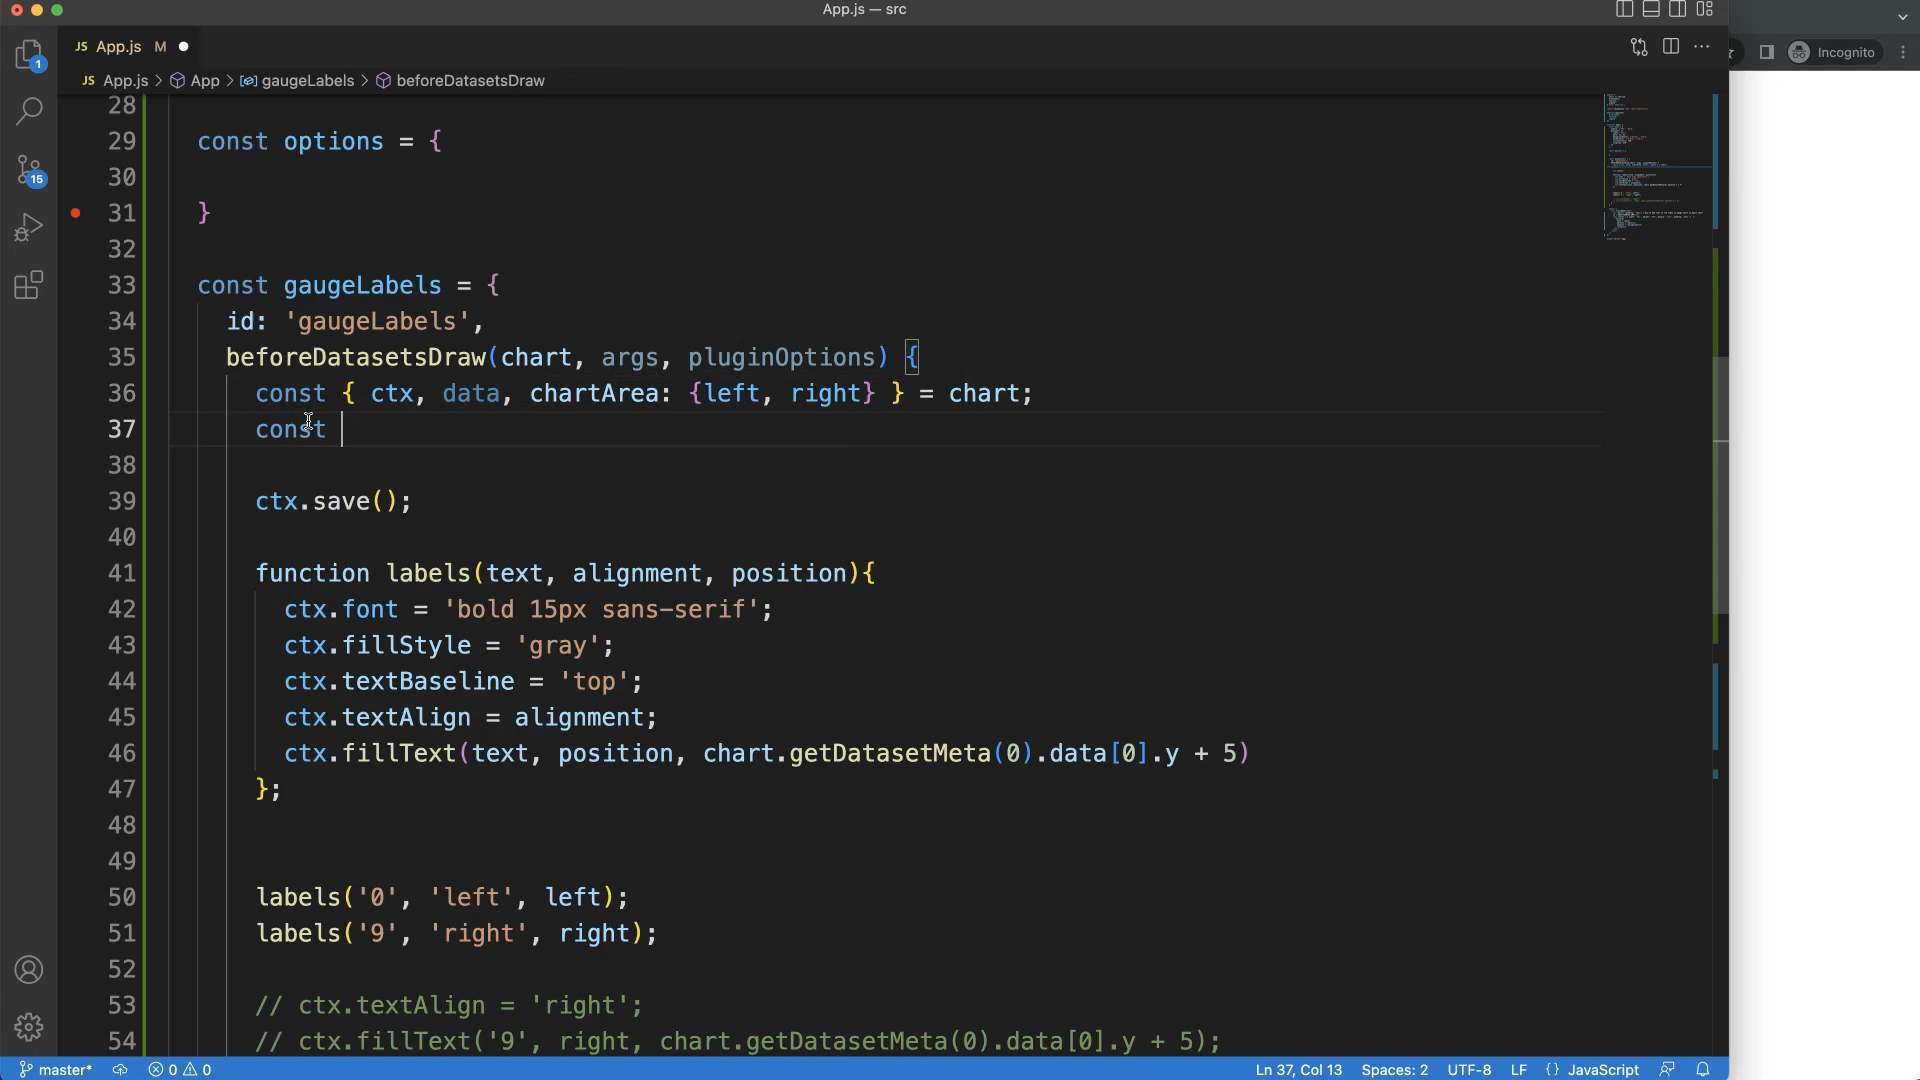 App.js — src
JS App.js M
Incognito
JS App.js > App > gaugeLabels > beforeDatasetsDraw
1
15
28
29 const options = {
30
31 }
32
33 const gaugeLabels = {
34 id: 'gaugeLabels',
35 beforeDatasetsDraw(chart, args, pluginOptions) {
36 const { ctx, data, chartArea: {left, right} } = chart;
37 const
38
39 ctx.save();
40
41 function labels(text, alignment, position){
42 ctx.font = 'bold 15px sans-serif';
43 ctx.fillStyle = 'gray';
44 ctx.textBaseline = 'top';
45 ctx.textAlign = alignment;
46 ctx.fillText(text, position, chart.getDatasetMeta(0).data[0].y + 5)
47 };
48
49
50 labels('0', 'left', left);
51 labels('9', 'right', right);
52
53 // ctx.textAlign = 'right';
54 // ctx.fillText('9', right, chart.getDatasetMeta(0).data[0].y + 5);
master* 0 0 Ln 37, Col 13 Spaces: 2 UTF-8 LF {} JavaScript